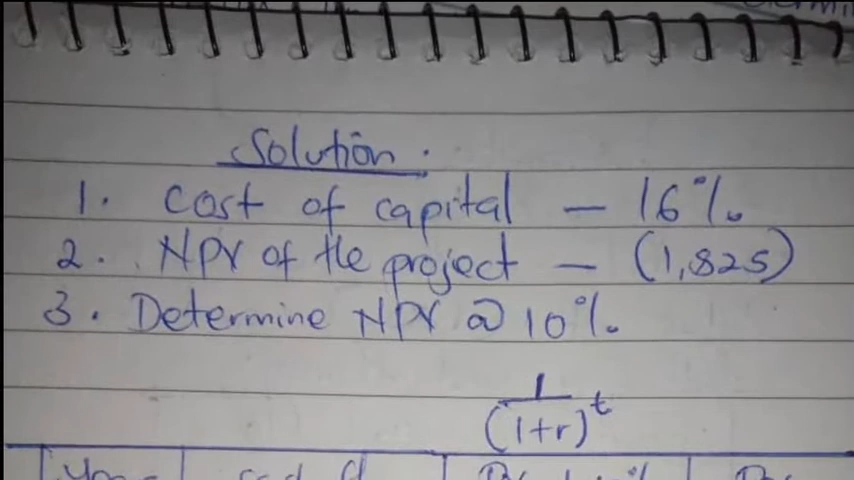 Solution.
1. Cost of capital – 16%.
2. NPV of the project – (1,825)
3. Determine NPV @ 10%.
1
(1+r)^t